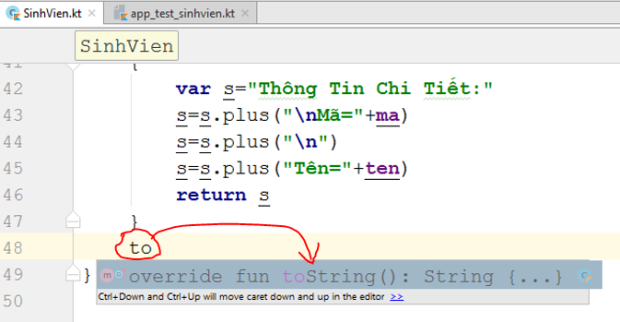 SinhVien.kt × app_test_sinhvien.kt ×
SinhVien
41 {
42 var s="Thông Tin Chi Tiết:"
43 s=s.plus("\nMã="+ma)
44 s=s.plus("\n")
45 s=s.plus("Tên="+ten)
46 return s
47 }
48 to
49 } m override fun toString(): String {...}
Ctrl+Down and Ctrl+Up will move caret down and up in the editor >>
50